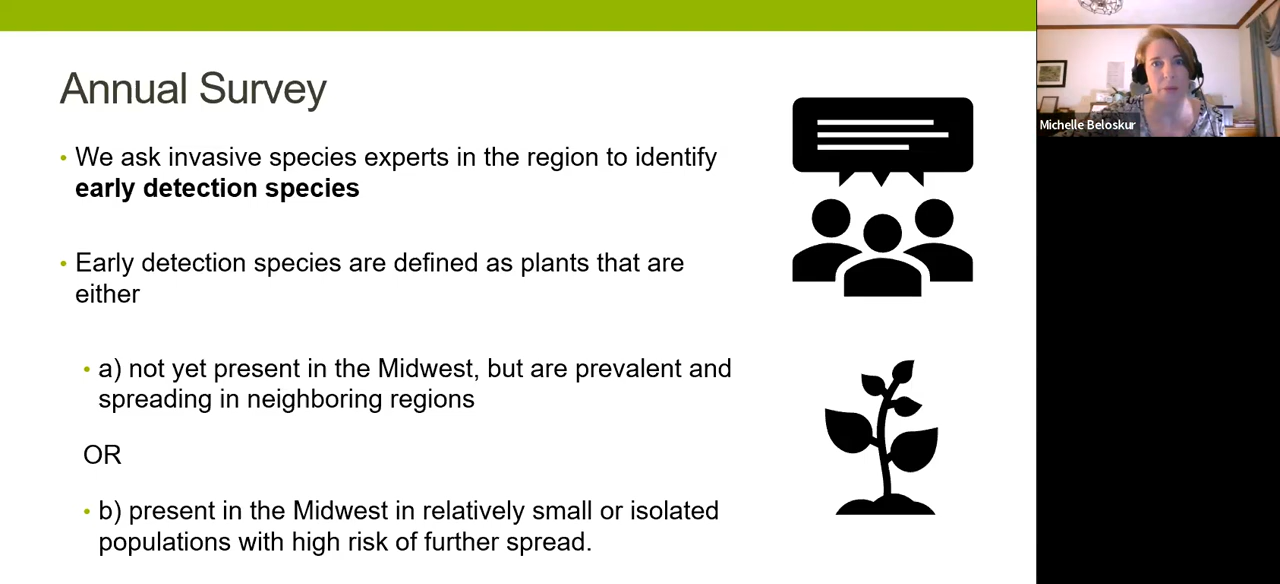 Annual Survey
• We ask invasive species experts in the region to identify
early detection species
• Early detection species are defined as plants that are
either
• a) not yet present in the Midwest, but are prevalent and
spreading in neighboring regions
OR
• b) present in the Midwest in relatively small or isolated
populations with high risk of further spread.
Michelle Beloskur